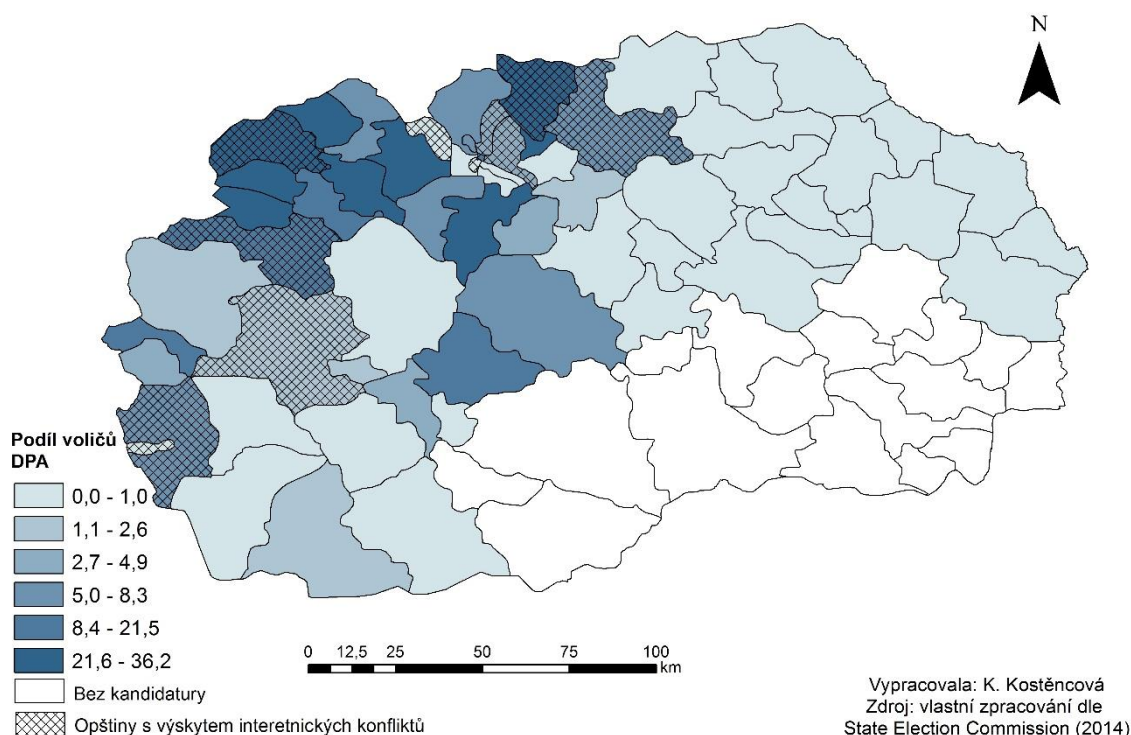 N
Podíl voličů
DPA
0,0 - 1,0
1,1 - 2,6
2,7 - 4,9
5,0 - 8,3
8,4 - 21,5
21,6 - 36,2
Bez kandidatury
Opštiny s výskytem interetnických konfliktů
0 12,5 25 50 75 100
km
Vypracovala: K. Kostěncová
Zdroj: vlastní zpracování dle
State Election Commission (2014)